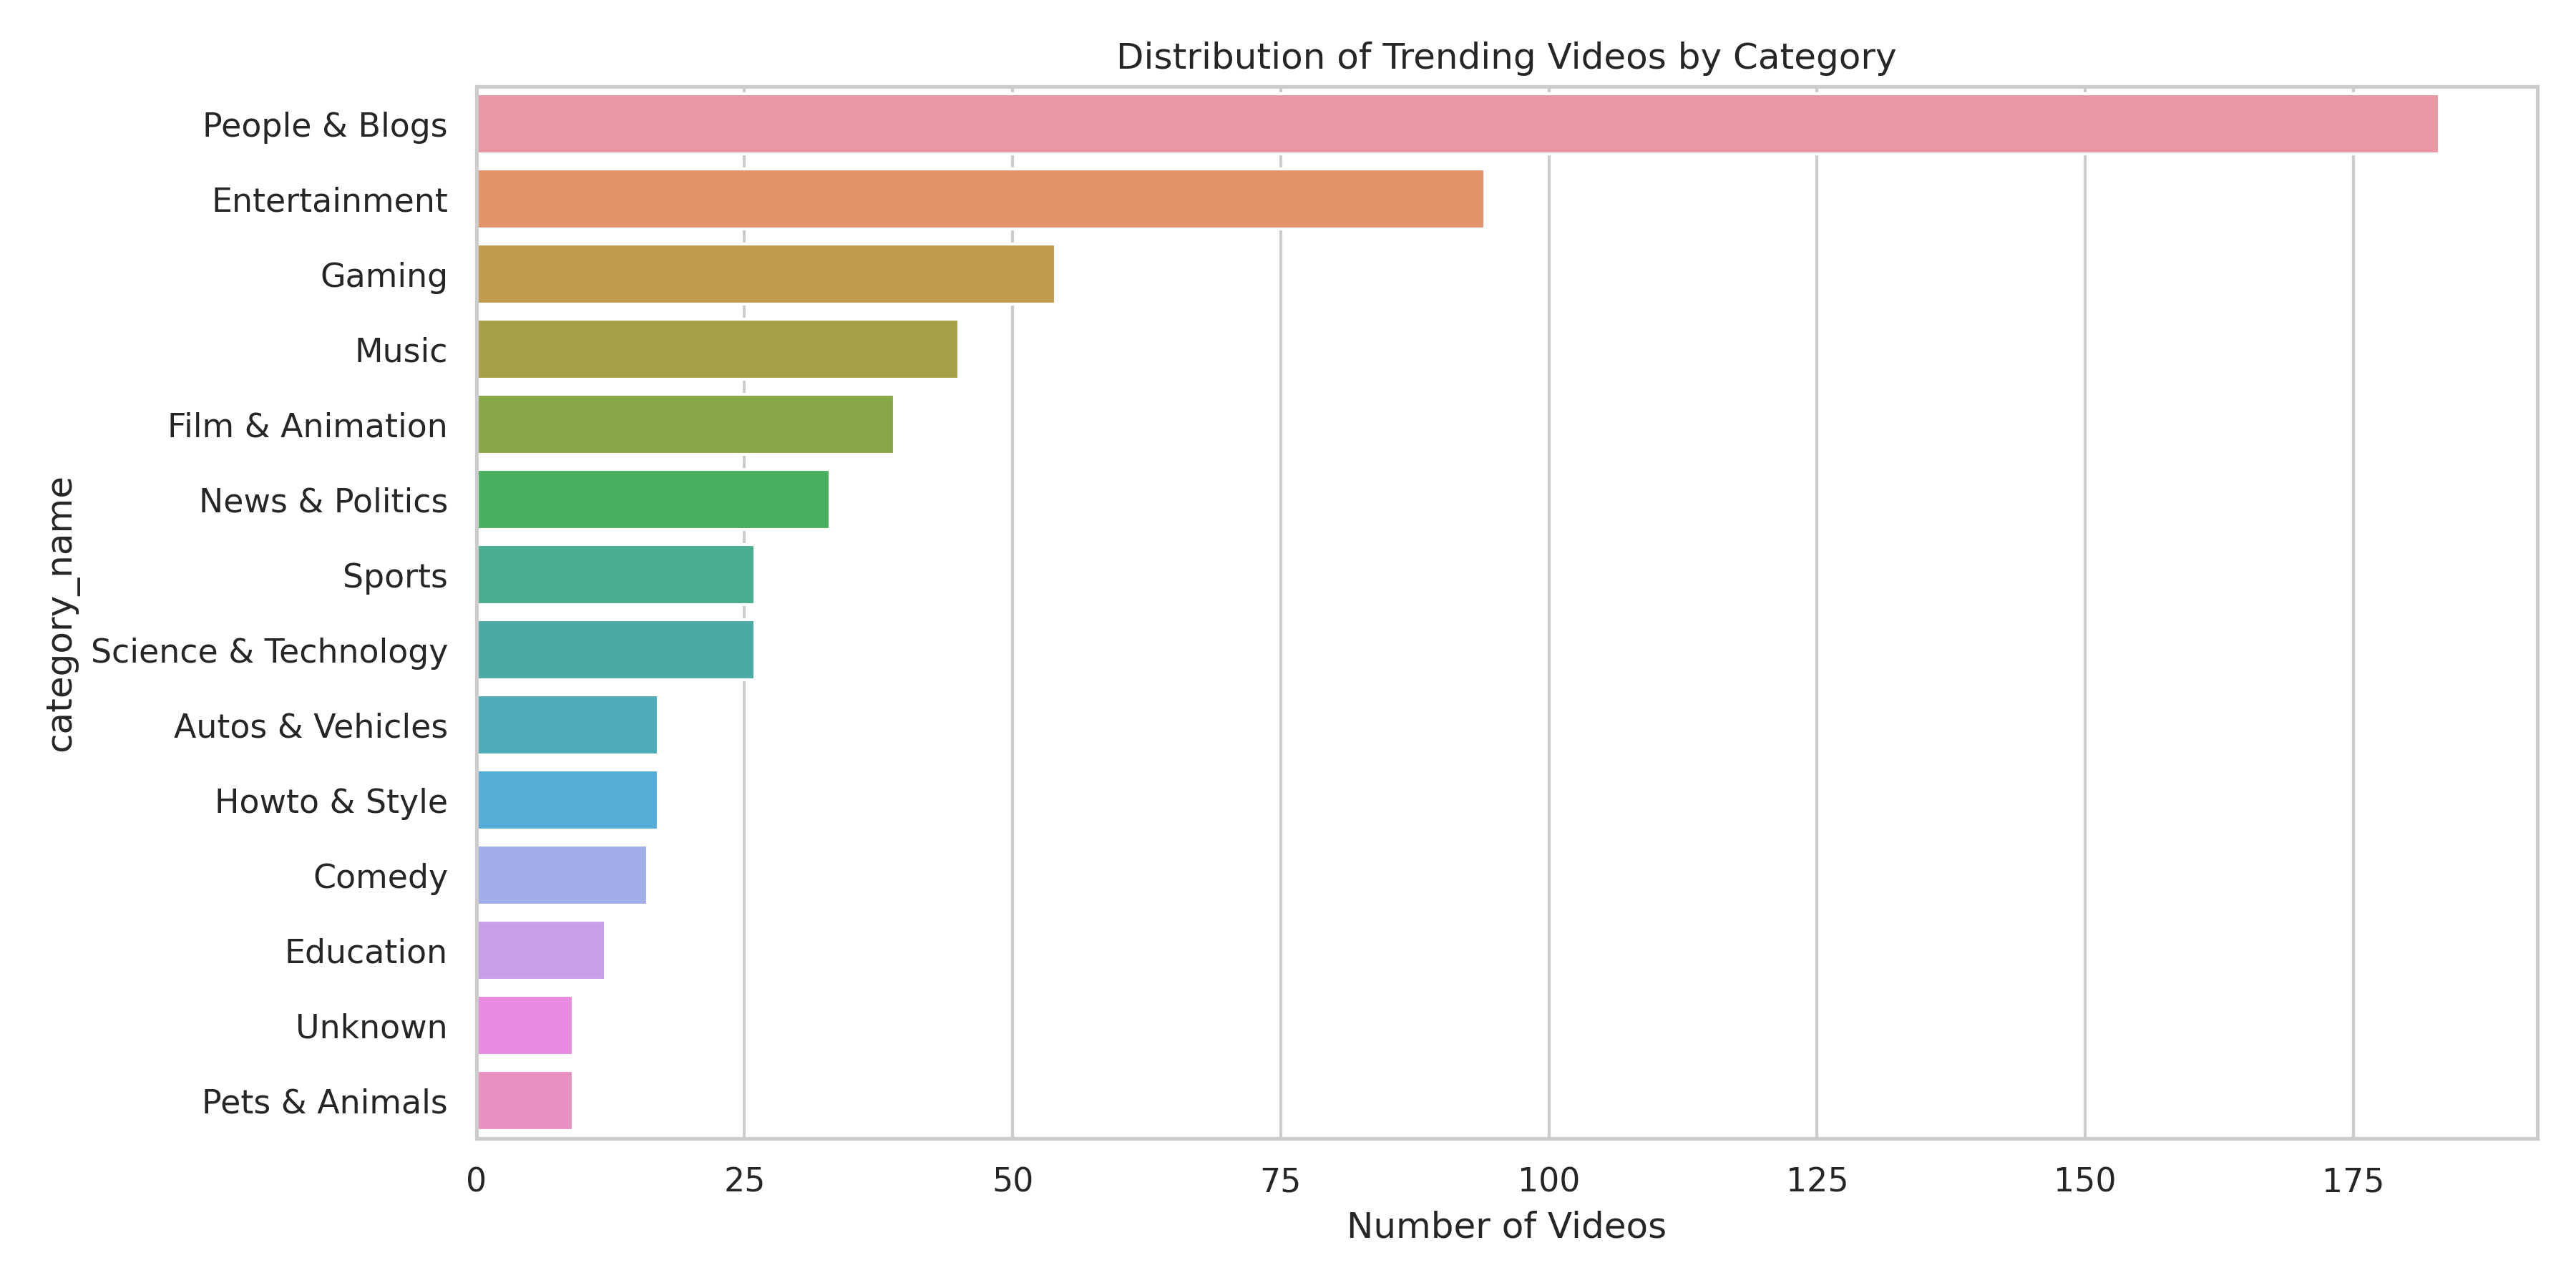 Distribution of Trending Videos by Category
category_name
People & Blogs
Entertainment
Gaming
Music
Film & Animation
News & Politics
Sports
Science & Technology
Autos & Vehicles
Howto & Style
Comedy
Education
Unknown
Pets & Animals
0 25 50 75 100 125 150 175
Number of Videos